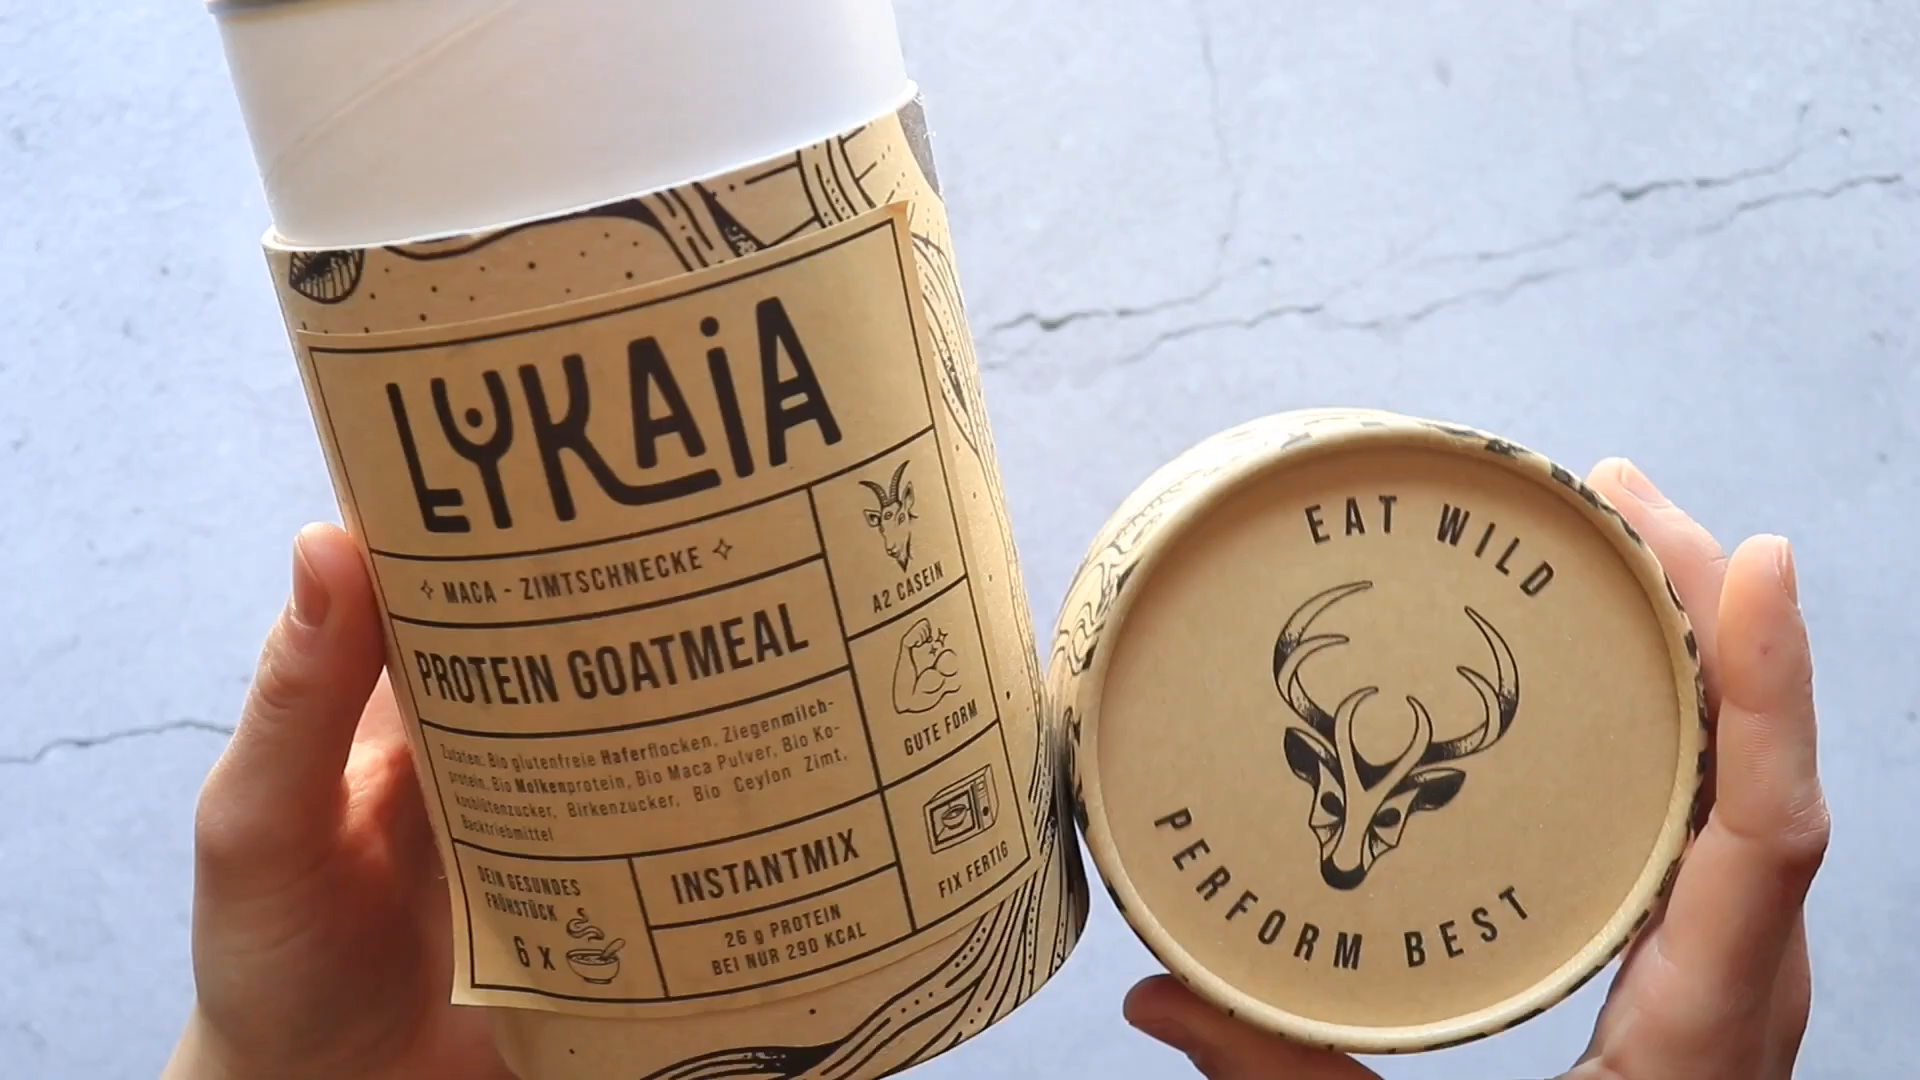 LYKAIA
MACA - ZIMTSCHNECKE
PROTEIN GOATMEAL
Zutaten: Bio glutenfreie Haferflocken, Ziegenmilch-
protein, Bio Molkenprotein, Bio Maca Pulver, Bio Ko-
kosblütenzucker, Birkenzucker, Bio Ceylon Zimt,
Backtriebmittel
DEIN GESUNDES
FRÜHSTÜCK
6 X
INSTANTMIX
26 g PROTEIN
BEI NUR 290 KCAL
A2 CASEIN
GUTE FORM
FIX FERTIG
EAT WILD
PERFORM BEST